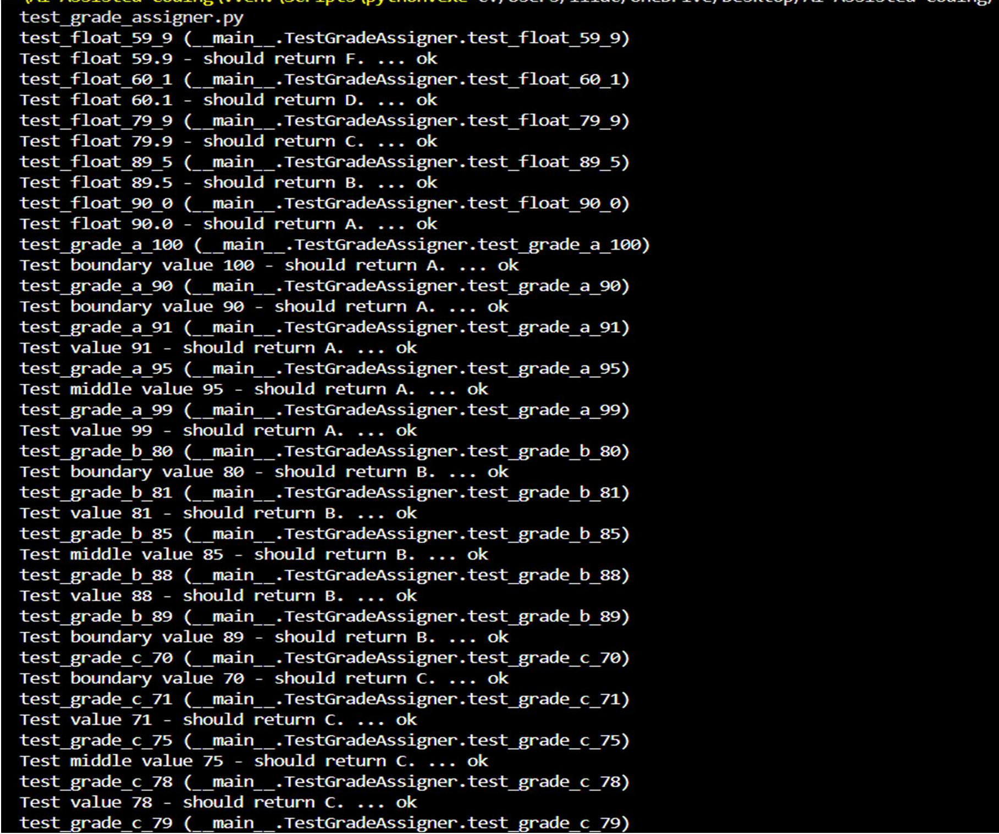 test_grade_assigner.py
test_float_59_9 (__main__.TestGradeAssigner.test_float_59_9)
Test float 59.9 - should return F. ... ok
test_float_60_1 (__main__.TestGradeAssigner.test_float_60_1)
Test float 60.1 - should return D. ... ok
test_float_79_9 (__main__.TestGradeAssigner.test_float_79_9)
Test float 79.9 - should return C. ... ok
test_float_89_5 (__main__.TestGradeAssigner.test_float_89_5)
Test float 89.5 - should return B. ... ok
test_float_90_0 (__main__.TestGradeAssigner.test_float_90_0)
Test float 90.0 - should return A. ... ok
test_grade_a_100 (__main__.TestGradeAssigner.test_grade_a_100)
Test boundary value 100 - should return A. ... ok
test_grade_a_90 (__main__.TestGradeAssigner.test_grade_a_90)
Test boundary value 90 - should return A. ... ok
test_grade_a_91 (__main__.TestGradeAssigner.test_grade_a_91)
Test value 91 - should return A. ... ok
test_grade_a_95 (__main__.TestGradeAssigner.test_grade_a_95)
Test middle value 95 - should return A. ... ok
test_grade_a_99 (__main__.TestGradeAssigner.test_grade_a_99)
Test value 99 - should return A. ... ok
test_grade_b_80 (__main__.TestGradeAssigner.test_grade_b_80)
Test boundary value 80 - should return B. ... ok
test_grade_b_81 (__main__.TestGradeAssigner.test_grade_b_81)
Test value 81 - should return B. ... ok
test_grade_b_85 (__main__.TestGradeAssigner.test_grade_b_85)
Test middle value 85 - should return B. ... ok
test_grade_b_88 (__main__.TestGradeAssigner.test_grade_b_88)
Test value 88 - should return B. ... ok
test_grade_b_89 (__main__.TestGradeAssigner.test_grade_b_89)
Test boundary value 89 - should return B. ... ok
test_grade_c_70 (__main__.TestGradeAssigner.test_grade_c_70)
Test boundary value 70 - should return C. ... ok
test_grade_c_71 (__main__.TestGradeAssigner.test_grade_c_71)
Test value 71 - should return C. ... ok
test_grade_c_75 (__main__.TestGradeAssigner.test_grade_c_75)
Test middle value 75 - should return C. ... ok
test_grade_c_78 (__main__.TestGradeAssigner.test_grade_c_78)
Test value 78 - should return C. ... ok
test_grade_c_79 (__main__.TestGradeAssigner.test_grade_c_79)